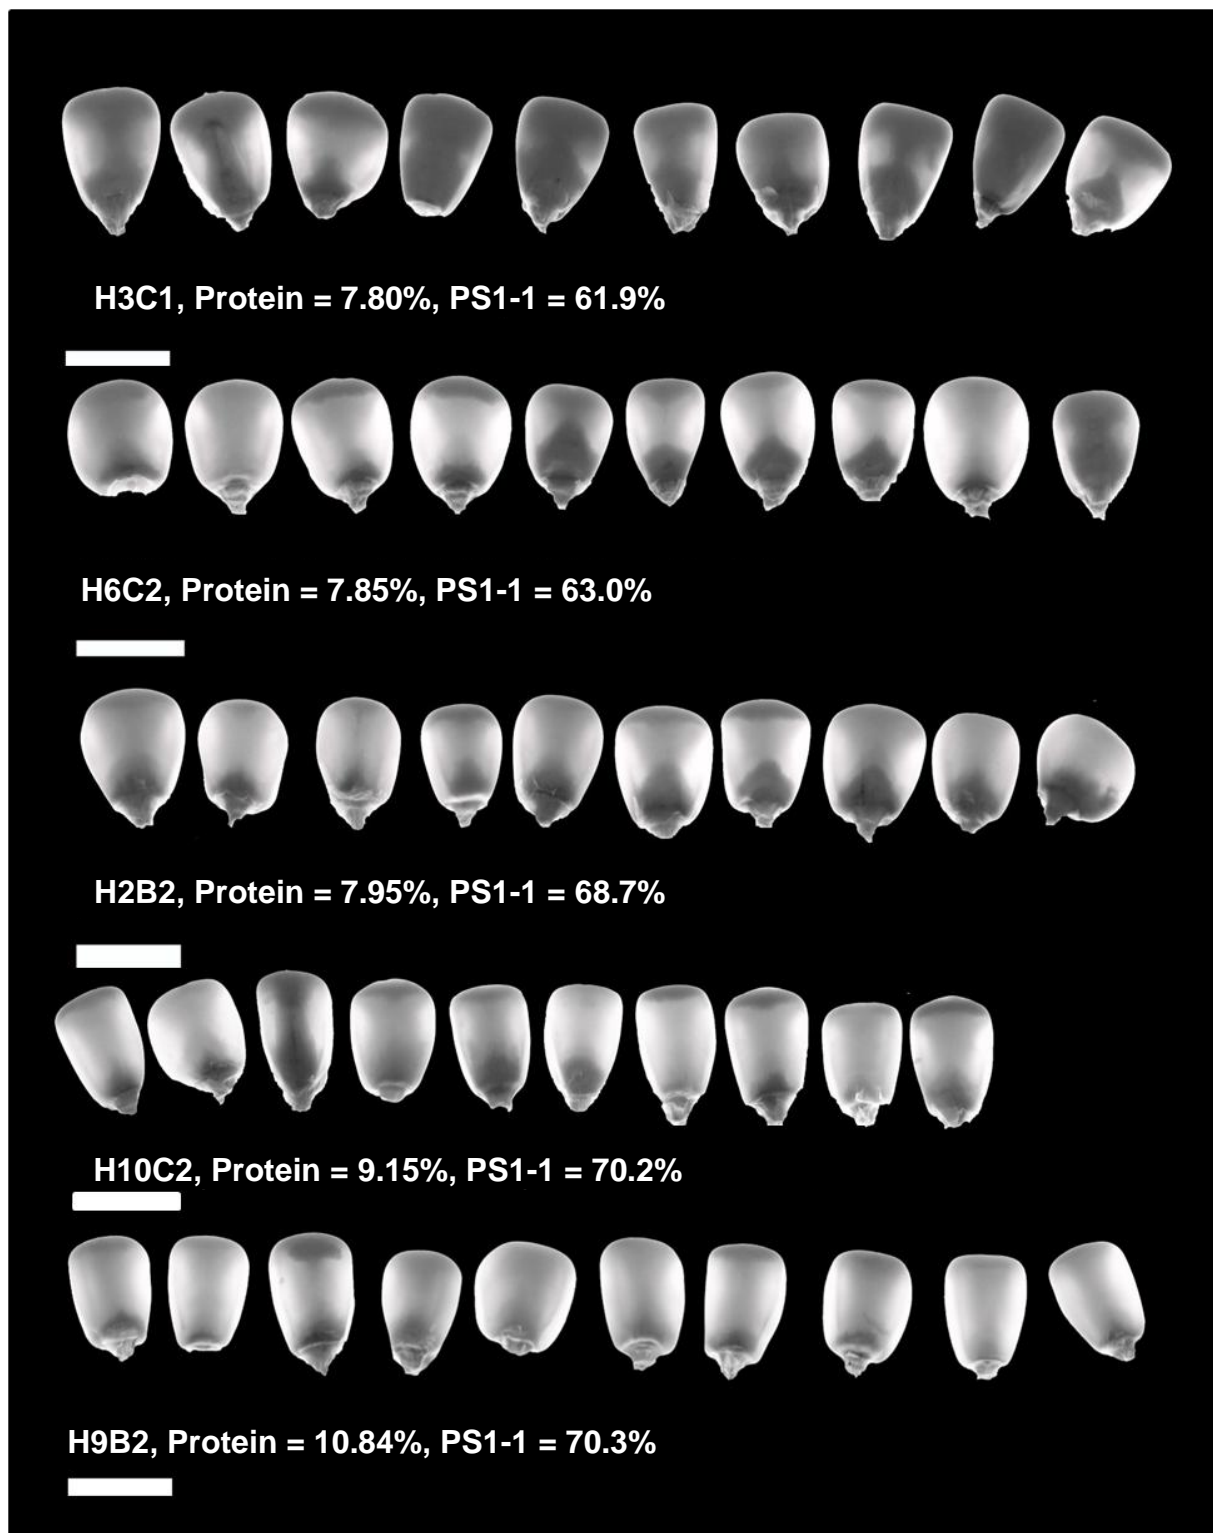 H3C1, Protein = 7.80%, PS1-1 = 61.9%
H6C2, Protein = 7.85%, PS1-1 = 63.0%
H2B2, Protein = 7.95%, PS1-1 = 68.7%
H10C2, Protein = 9.15%, PS1-1 = 70.2%
H9B2, Protein = 10.84%, PS1-1 = 70.3%